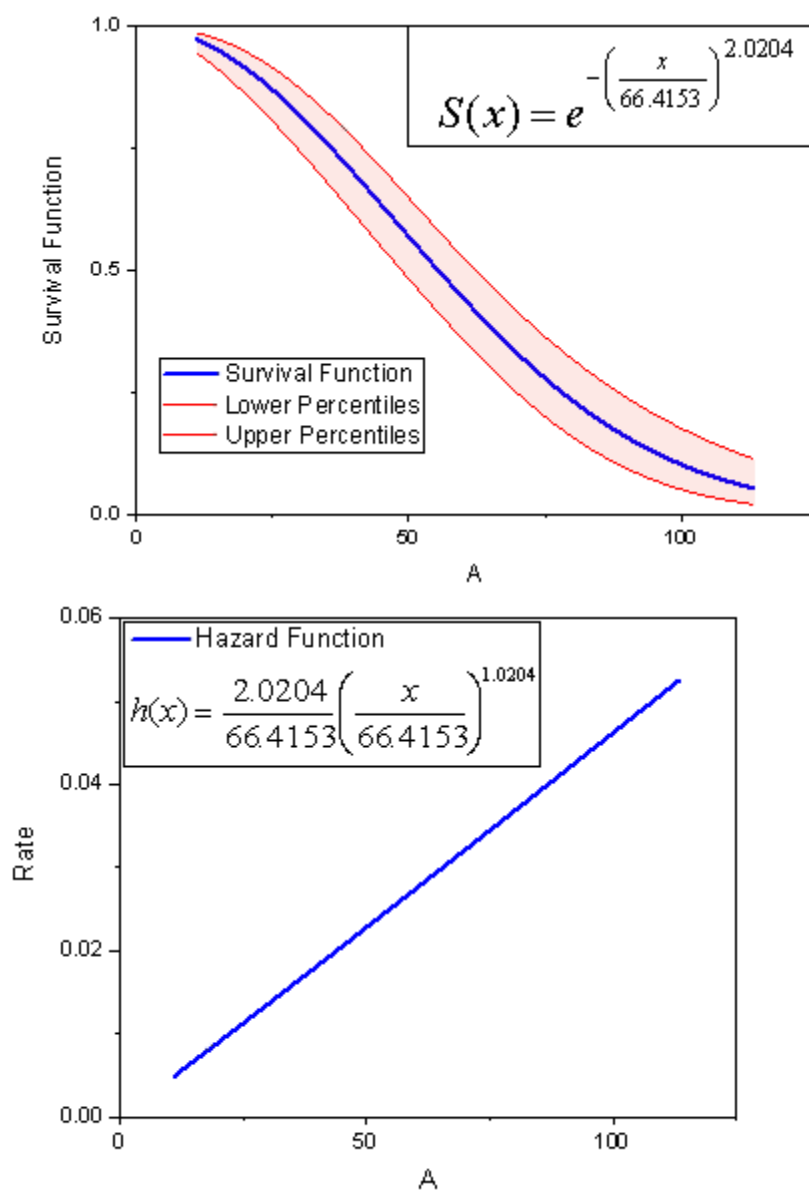 1.0
0.5
0.0
Survival Function
S(x) = e^{-(x/66.4153)^{2.0204}}
Survival Function
Lower Percentiles
Upper Percentiles
0
50
100
A
0.06
0.04
0.02
0.00
Rate
Hazard Function
h(x) = 2.0204/66.4153 (x/66.4153)^{1.0204}
0
50
100
A